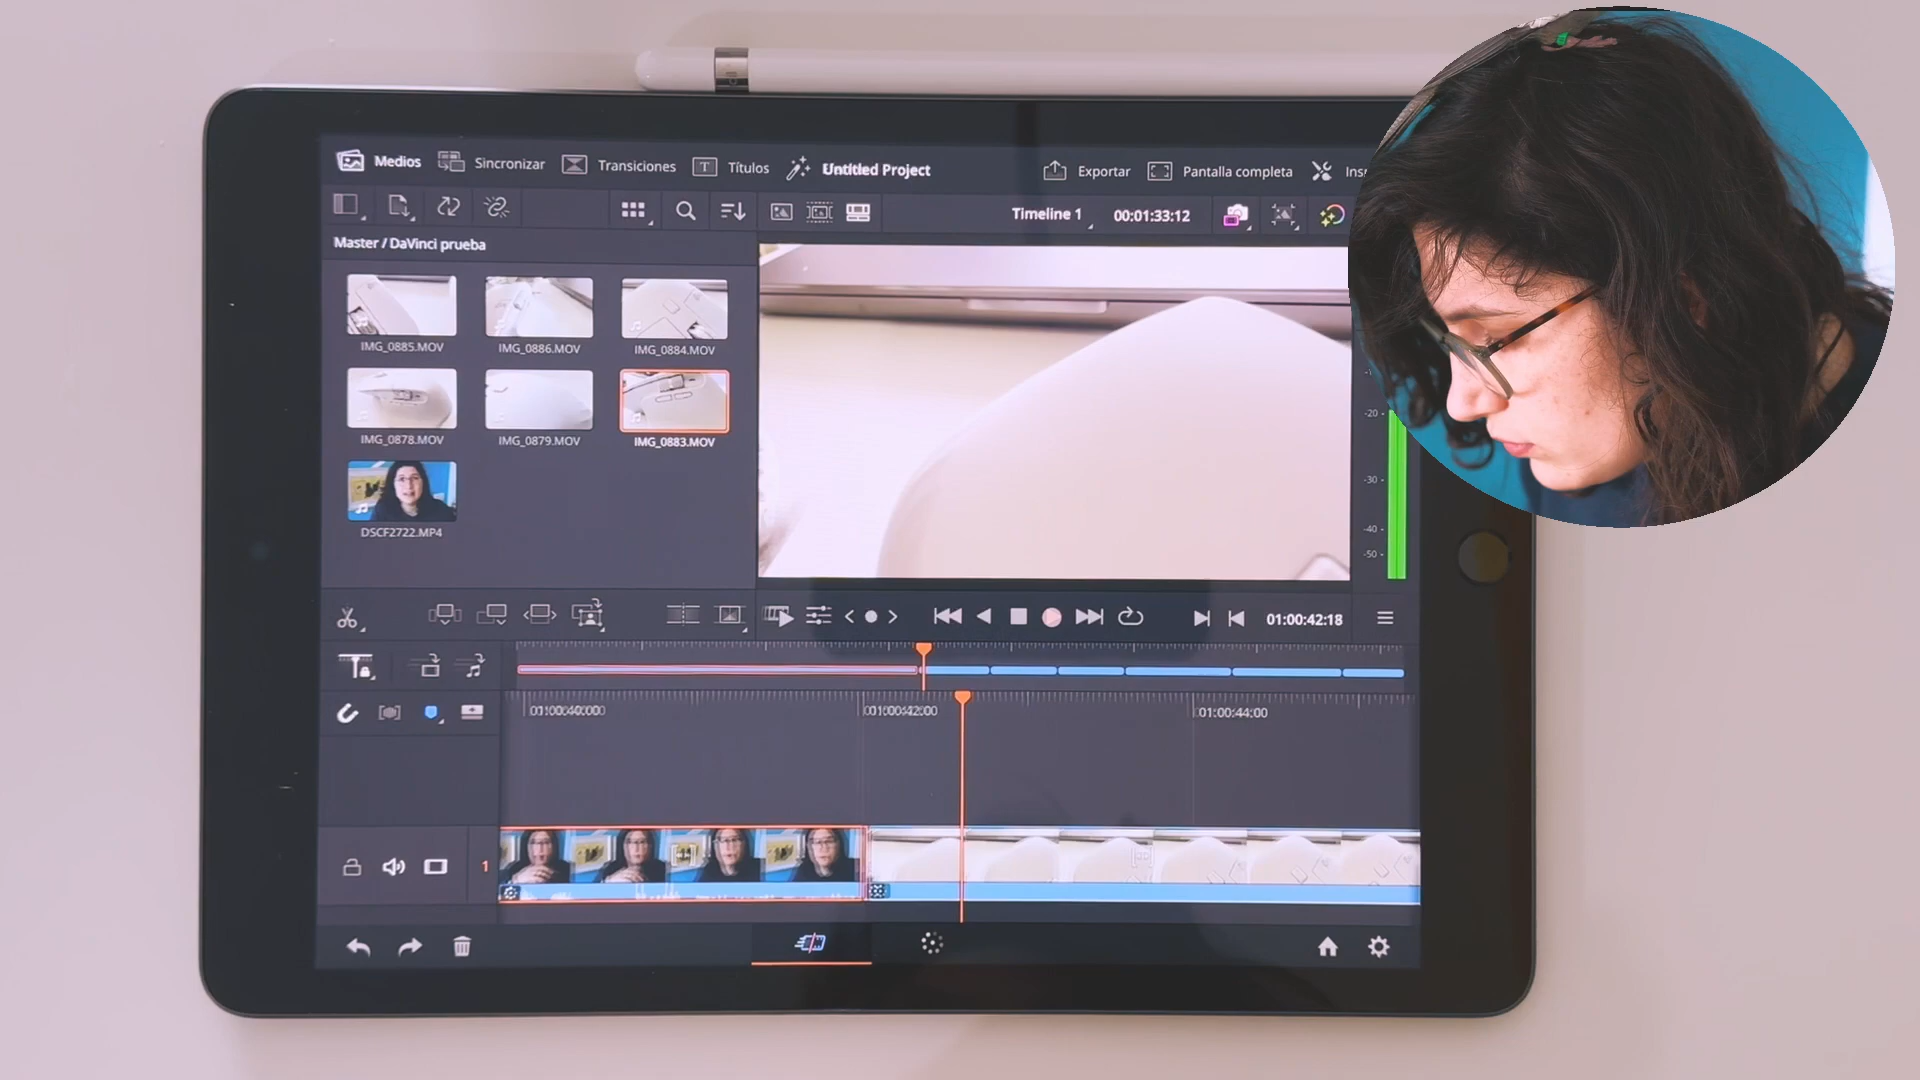 Medios
Sincronizar
Transiciones
Títulos
Untitled Project
Exportar
Pantalla completa
Timeline 1
00:01:33:12
Master / DaVinci prueba
IMG_0885.MOV
IMG_0886.MOV
IMG_0884.MOV
IMG_0878.MOV
IMG_0879.MOV
IMG_0883.MOV
DSCF2722.MP4
-20
-30
-40
-50
01:00:42:18
01:00:40:00
01:00:42:00
01:00:44:00
1